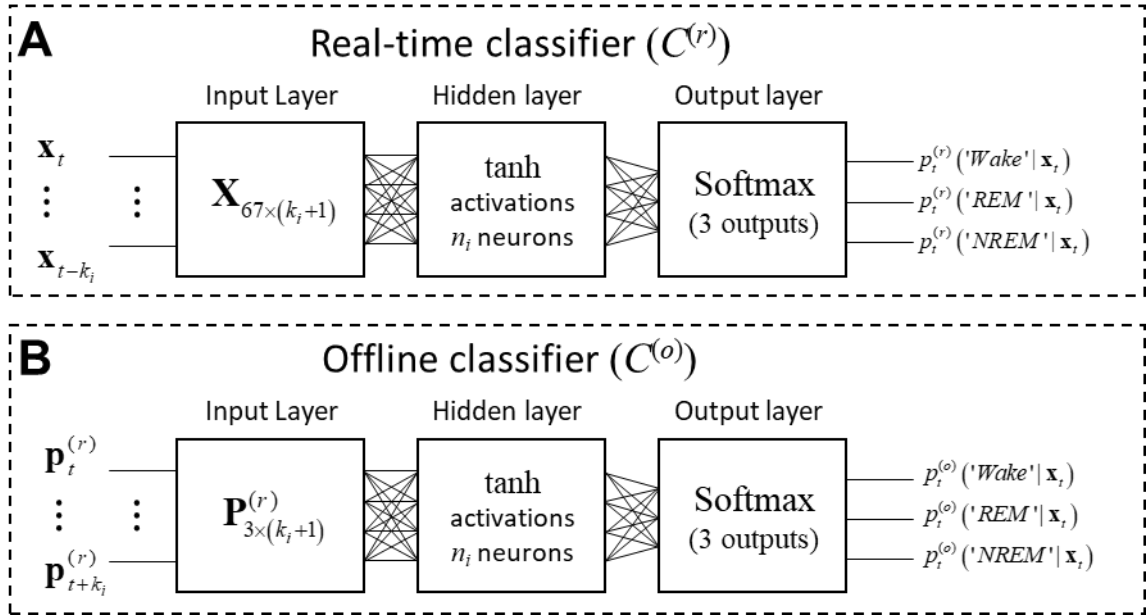 A
Real-time classifier (C^(r))
Input Layer Hidden layer Output layer
x_t
⋮ ⋮
x_{t-k_i}
X_{67×(k_i+1)}
tanh
activations
n_i neurons
Softmax
(3 outputs)
p_t^(r) ('Wake'| x_t)
p_t^(r) ('REM'| x_t)
p_t^(r) ('NREM'| x_t)
B
Offline classifier (C^(o))
Input Layer Hidden layer Output layer
p_t^(r)
⋮ ⋮
p_{t+k_i}^(r)
P^(r)_{3×(k_i+1)}
tanh
activations
n_i neurons
Softmax
(3 outputs)
p_t^(o) ('Wake'| x_t)
p_t^(o) ('REM'| x_t)
p_t^(o) ('NREM'| x_t)